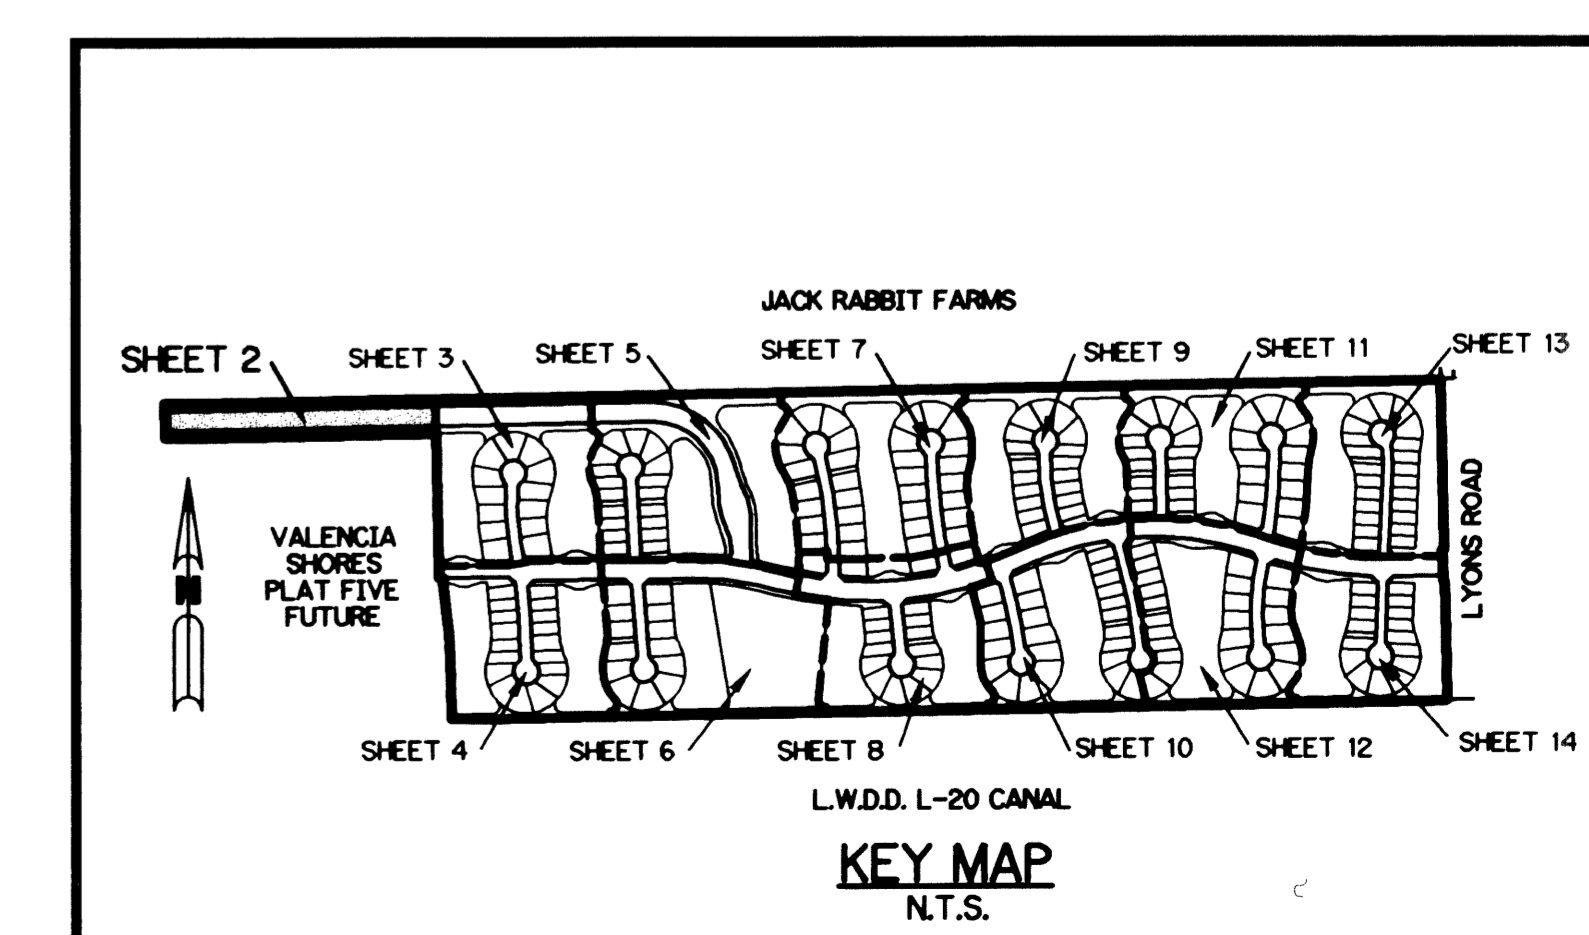 JACK RABBIT FARMS
SHEET 2
SHEET 3
SHEET 5
SHEET 7
SHEET 9
SHEET 11
SHEET 13
VALENCIA
SHORES
PLAT FIVE
FUTURE
N
LYONS ROAD
SHEET 4
SHEET 6
SHEET 8
SHEET 10
SHEET 12
SHEET 14
L.W.D.D. L-20 CANAL
KEY MAP
N.T.S.